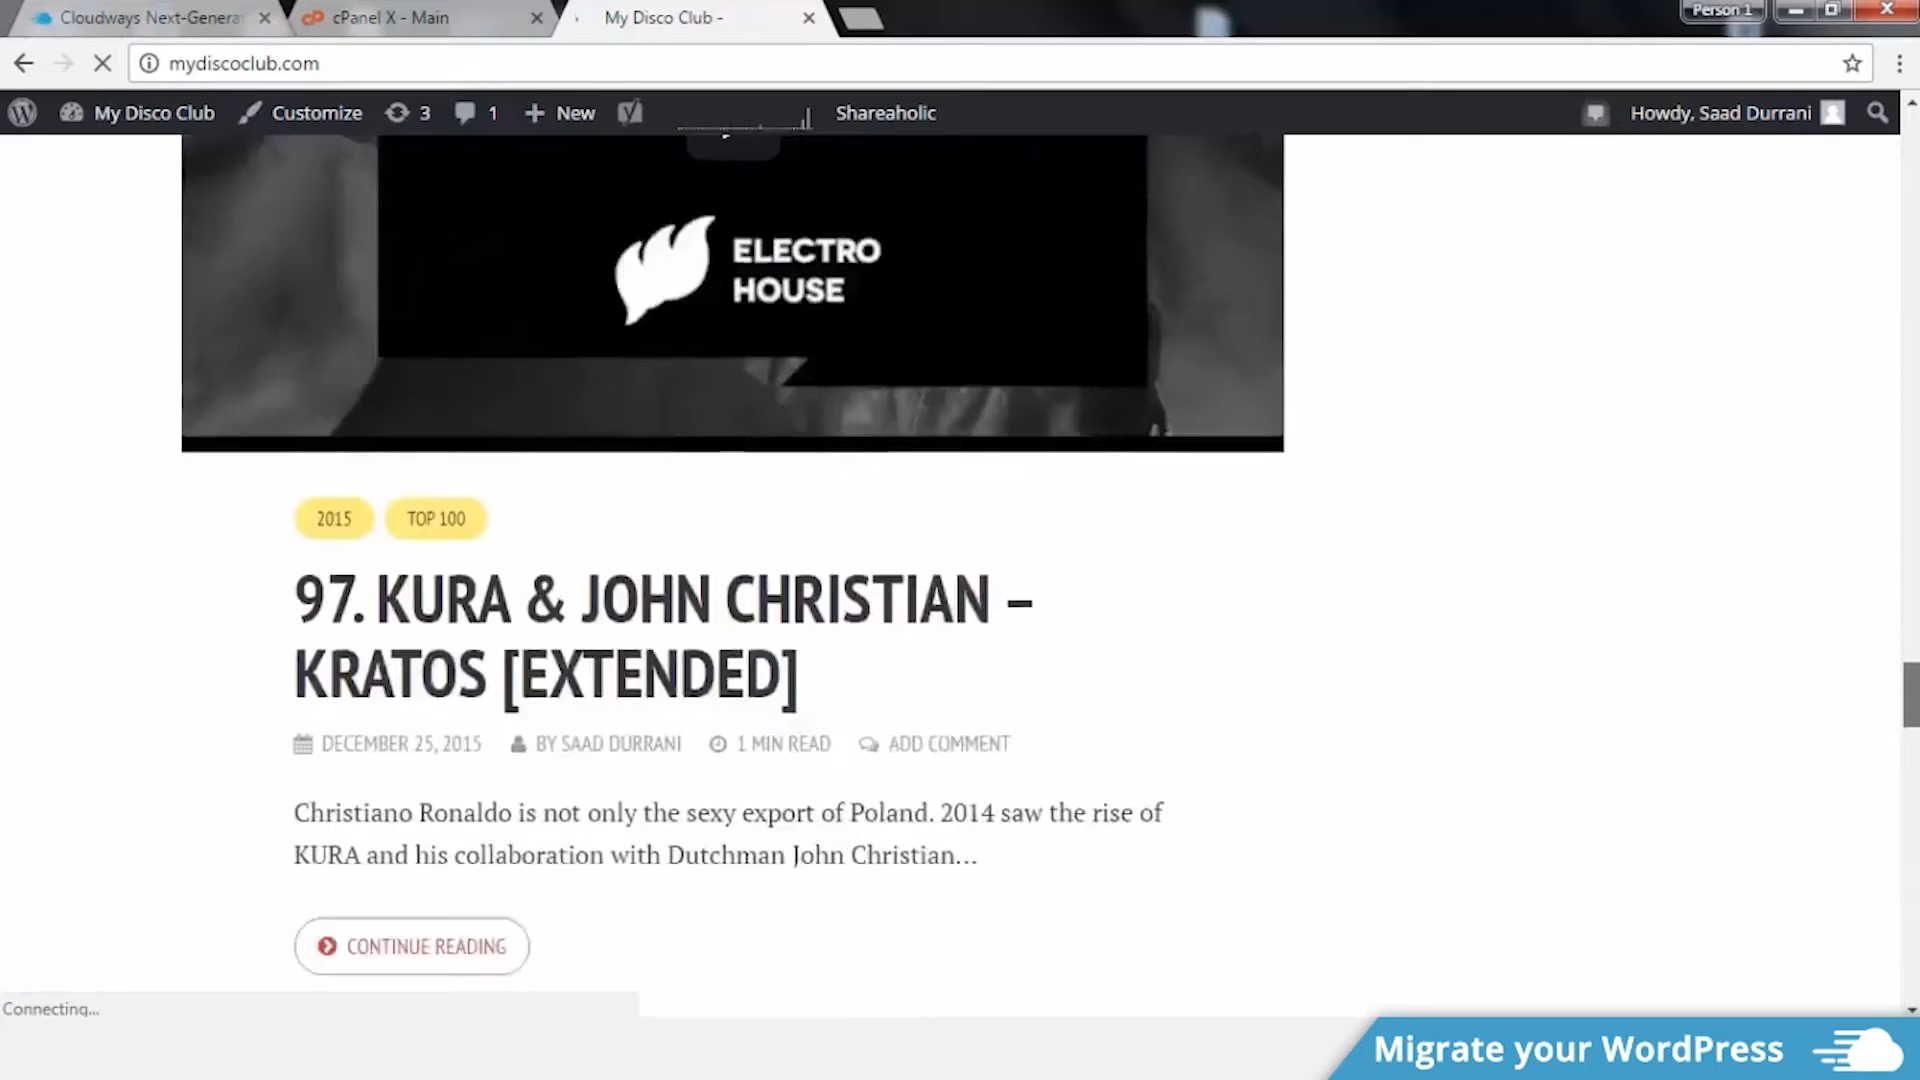 Cloudways Next-Genera
cPanel X - Main
My Disco Club -
Person 1
mydiscoclub.com
My Disco Club
Customize
3
1
New
Shareaholic
Howdy, Saad Durrani
ELECTRO
HOUSE
2015
TOP 100
97. KURA & JOHN CHRISTIAN –
KRATOS [EXTENDED]
DECEMBER 25, 2015
BY SAAD DURRANI
1 MIN READ
ADD COMMENT
Christiano Ronaldo is not only the sexy export of Poland. 2014 saw the rise of
KURA and his collaboration with Dutchman John Christian...
CONTINUE READING
Connecting...
Migrate your WordPress